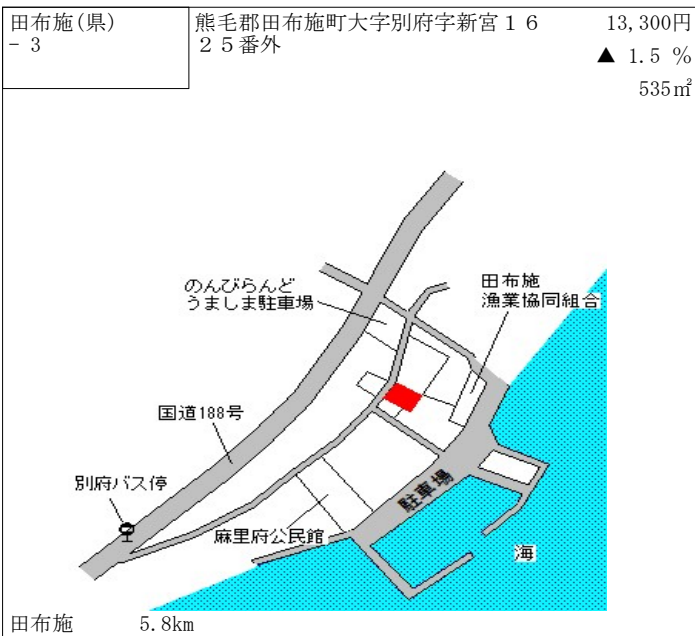 田布施(県)
- 3
熊毛郡田布施町大字別府字新宮１６
２５番外
13,300円
▲ 1.5 %
535㎡
のんびらんど
うましま駐車場
田布施
漁業協同組合
国道188号
別府バス停
麻里府公民館
駐車場
海
田布施 5.8km